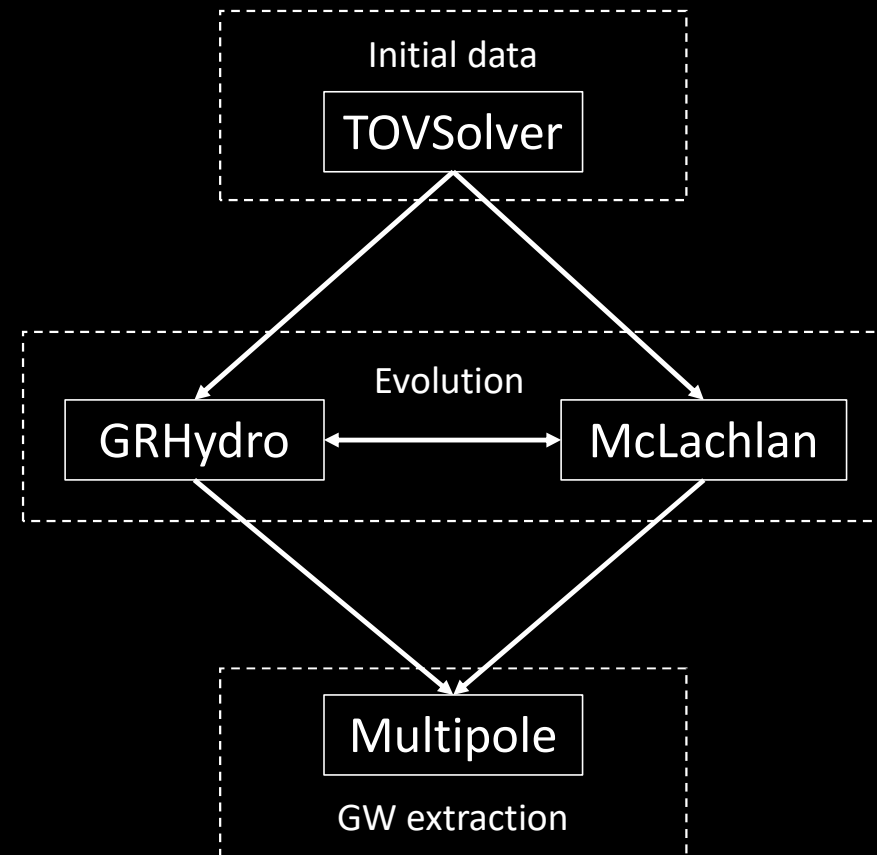 Initial data
TOVSolver
Evolution
GRHydro
McLachlan
Multipole
GW extraction